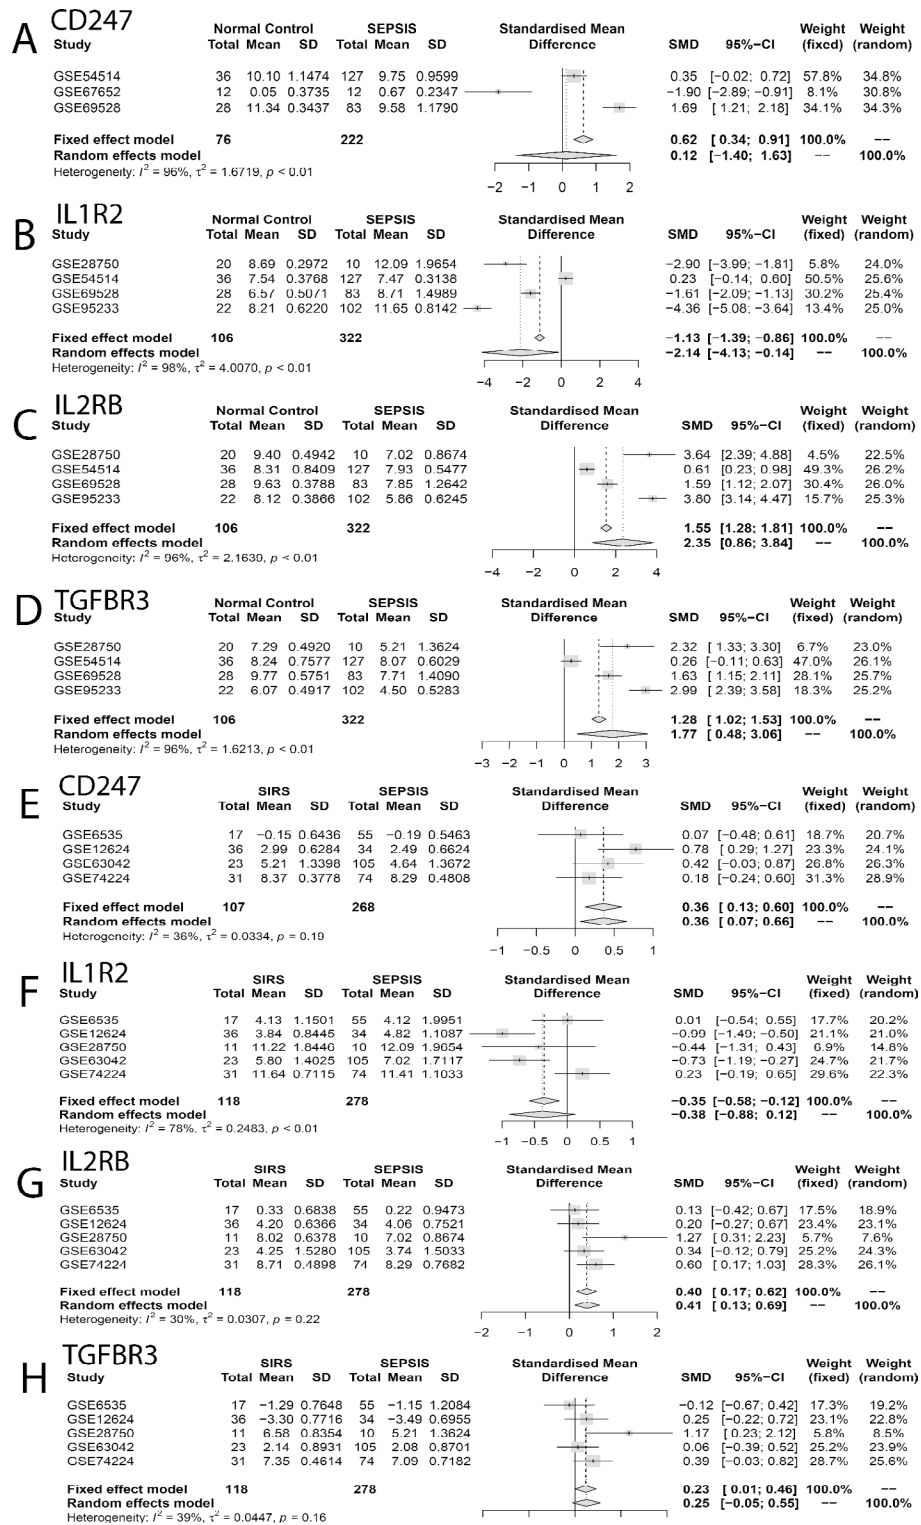 A CD247
Normal Control SEPSIS Standardised Mean Weight Weight
Study Total Mean SD Total Mean SD Difference SMD 95%−CI (fixed) (random)
GSE54514 36 10.10 1.1474 127 9.75 0.9599 0.35 [−0.02; 0.72] 57.8% 34.8%
GSE67652 12 0.05 0.3735 12 0.67 0.2347 −1.90 [−2.89; −0.91] 8.1% 30.8%
GSE69528 28 11.34 0.3437 83 9.58 1.1790 1.69 [ 1.21; 2.18] 34.1% 34.3%
Fixed effect model 76 222 0.62 [ 0.34; 0.91] 100.0% −−
Random effects model 0.12 [−1.40; 1.63] −− 100.0%
Heterogeneity: I² = 96%, τ² = 1.6719, p < 0.01
−2 −1 0 1 2
B IL1R2
Normal Control SEPSIS Standardised Mean Weight Weight
Study Total Mean SD Total Mean SD Difference SMD 95%−CI (fixed) (random)
GSE28750 20 8.69 0.2972 10 12.09 1.9654 −2.90 [−3.99; −1.81] 5.8% 24.0%
GSE54514 36 7.54 0.3768 127 7.47 0.3138 0.23 [−0.14; 0.60] 50.5% 25.6%
GSE69528 28 6.57 0.5071 83 8.71 1.4989 −1.61 [−2.09; −1.13] 30.2% 25.4%
GSE95233 22 8.21 0.6220 102 11.65 0.8142 −4.36 [−5.08; −3.64] 13.4% 25.0%
Fixed effect model 106 322 −1.13 [−1.39; −0.86] 100.0% −−
Random effects model −2.14 [−4.13; −0.14] −− 100.0%
Heterogeneity: I² = 98%, τ² = 4.0070, p < 0.01
−4 −2 0 2 4
C IL2RB
Normal Control SEPSIS Standardised Mean Weight Weight
Study Total Mean SD Total Mean SD Difference SMD 95%−CI (fixed) (random)
GSE28750 20 9.40 0.4942 10 7.02 0.8674 3.64 [2.39; 4.88] 4.5% 22.5%
GSE54514 36 8.31 0.8409 127 7.93 0.5477 0.61 [0.23; 0.98] 49.3% 26.2%
GSE69528 28 9.63 0.3788 83 7.85 1.2642 1.59 [1.12; 2.07] 30.4% 26.0%
GSE95233 22 8.12 0.3866 102 5.86 0.6245 3.80 [3.14; 4.47] 15.7% 25.3%
Fixed effect model 106 322 1.55 [1.28; 1.81] 100.0% −−
Random effects model 2.35 [0.86; 3.84] −− 100.0%
Heterogeneity: I² = 96%, τ² = 2.1639, p < 0.01
−4 −2 0 2 4
D TGFBR3
Normal Control SEPSIS Standardised Mean Weight Weight
Study Total Mean SD Total Mean SD Difference SMD 95%−CI (fixed) (random)
GSE28750 20 7.29 0.4920 10 5.21 1.3624 2.32 [ 1.33; 3.30] 6.7% 23.0%
GSE54514 36 8.24 0.7577 127 8.07 0.6029 0.26 [−0.11; 0.63] 47.0% 26.1%
GSE69528 28 9.77 0.5751 83 7.71 1.4090 1.63 [ 1.15; 2.11] 28.1% 25.7%
GSE95233 22 6.07 0.4917 102 4.50 0.5283 2.99 [ 2.39; 3.58] 18.3% 25.2%
Fixed effect model 106 322 1.28 [ 1.02; 1.53] 100.0% −−
Random effects model 1.77 [ 0.48; 3.06] −− 100.0%
Heterogeneity: I² = 96%, τ² = 1.6213, p < 0.01
−3 −2 −1 0 1 2 3
E CD247
SIRS SEPSIS Standardised Mean Weight Weight
Study Total Mean SD Total Mean SD Difference SMD 95%−CI (fixed) (random)
GSE6535 17 −0.15 0.6436 55 −0.19 0.5463 0.07 [−0.48; 0.61] 18.7% 20.7%
GSE12624 36 2.99 0.6284 34 2.49 0.6624 0.78 [ 0.29; 1.27] 23.3% 24.1%
GSE63042 23 5.21 1.3398 105 4.64 1.3672 0.42 [−0.03; 0.87] 26.8% 26.3%
GSE74224 31 8.37 0.3778 74 8.29 0.4808 0.18 [−0.24; 0.60] 31.3% 28.9%
Fixed effect model 107 268 0.36 [ 0.13; 0.60] 100.0% −−
Random effects model 0.36 [ 0.07; 0.66] −− 100.0%
Heterogeneity: I² = 36%, τ² = 0.0334, p = 0.19
−1 −0.5 0 0.5 1
F IL1R2
SIRS SEPSIS Standardised Mean Weight Weight
Study Total Mean SD Total Mean SD Difference SMD 95%−CI (fixed) (random)
GSE6535 17 4.13 1.1501 55 4.12 1.9951 0.01 [−0.54; 0.55] 17.7% 20.2%
GSE12624 36 3.84 0.8445 34 4.82 1.1087 −0.99 [−1.49; −0.50] 21.1% 21.0%
GSE28750 11 11.22 1.8446 10 12.09 1.9654 −0.44 [−1.31; 0.43] 6.9% 14.8%
GSE63042 23 5.80 1.4025 105 7.02 1.7117 −0.73 [−1.19; −0.27] 24.7% 21.7%
GSE74224 31 11.64 0.7115 74 11.41 1.1033 0.23 [−0.19; 0.65] 29.6% 22.3%
Fixed effect model 118 278 −0.35 [−0.58; −0.12] 100.0% −−
Random effects model −0.38 [−0.88; 0.12] −− 100.0%
Heterogeneity: I² = 78%, τ² = 0.2483, p < 0.01
−1 −0.5 0 0.5 1
G IL2RB
SIRS SEPSIS Standardised Mean Weight Weight
Study Total Mean SD Total Mean SD Difference SMD 95%−CI (fixed) (random)
GSE6535 17 0.33 0.6838 55 0.22 0.9473 0.13 [−0.42; 0.67] 17.5% 18.9%
GSE12624 36 4.20 0.6366 34 4.06 0.7521 0.20 [−0.27; 0.67] 23.4% 23.1%
GSE28750 11 8.02 0.6378 10 7.02 0.8674 1.27 [ 0.31; 2.23] 5.7% 7.6%
GSE63042 23 4.25 1.5280 105 3.74 1.5033 0.34 [−0.12; 0.79] 25.2% 24.3%
GSE74224 31 8.71 0.4898 74 8.29 0.7682 0.60 [ 0.17; 1.03] 28.3% 26.1%
Fixed effect model 118 278 0.40 [ 0.17; 0.62] 100.0% −−
Random effects model 0.41 [ 0.13; 0.69] −− 100.0%
Heterogeneity: I² = 30%, τ² = 0.0307, p = 0.22
−2 −1 0 1 2
H TGFBR3
SIRS SEPSIS Standardised Mean Weight Weight
Study Total Mean SD Total Mean SD Difference SMD 95%−CI (fixed) (random)
GSE6535 17 −1.29 0.7648 55 −1.15 1.2084 −0.12 [−0.67; 0.42] 17.3% 19.2%
GSE12624 36 −3.30 0.7716 34 −3.49 0.6955 0.25 [−0.22; 0.72] 23.1% 22.8%
GSE28750 11 6.58 0.8354 10 5.21 1.3624 1.17 [ 0.23; 2.12] 5.8% 8.5%
GSE63042 23 2.14 0.8931 105 2.08 0.8701 0.06 [−0.39; 0.52] 25.2% 23.9%
GSE74224 31 7.35 0.4614 74 7.09 0.7182 0.39 [−0.03; 0.82] 28.7% 25.6%
Fixed effect model 118 278 0.23 [ 0.01; 0.46] 100.0% −−
Random effects model 0.25 [−0.05; 0.55] −− 100.0%
Heterogeneity: I² = 39%, τ² = 0.0447, p = 0.16
−2 −1 0 1 2